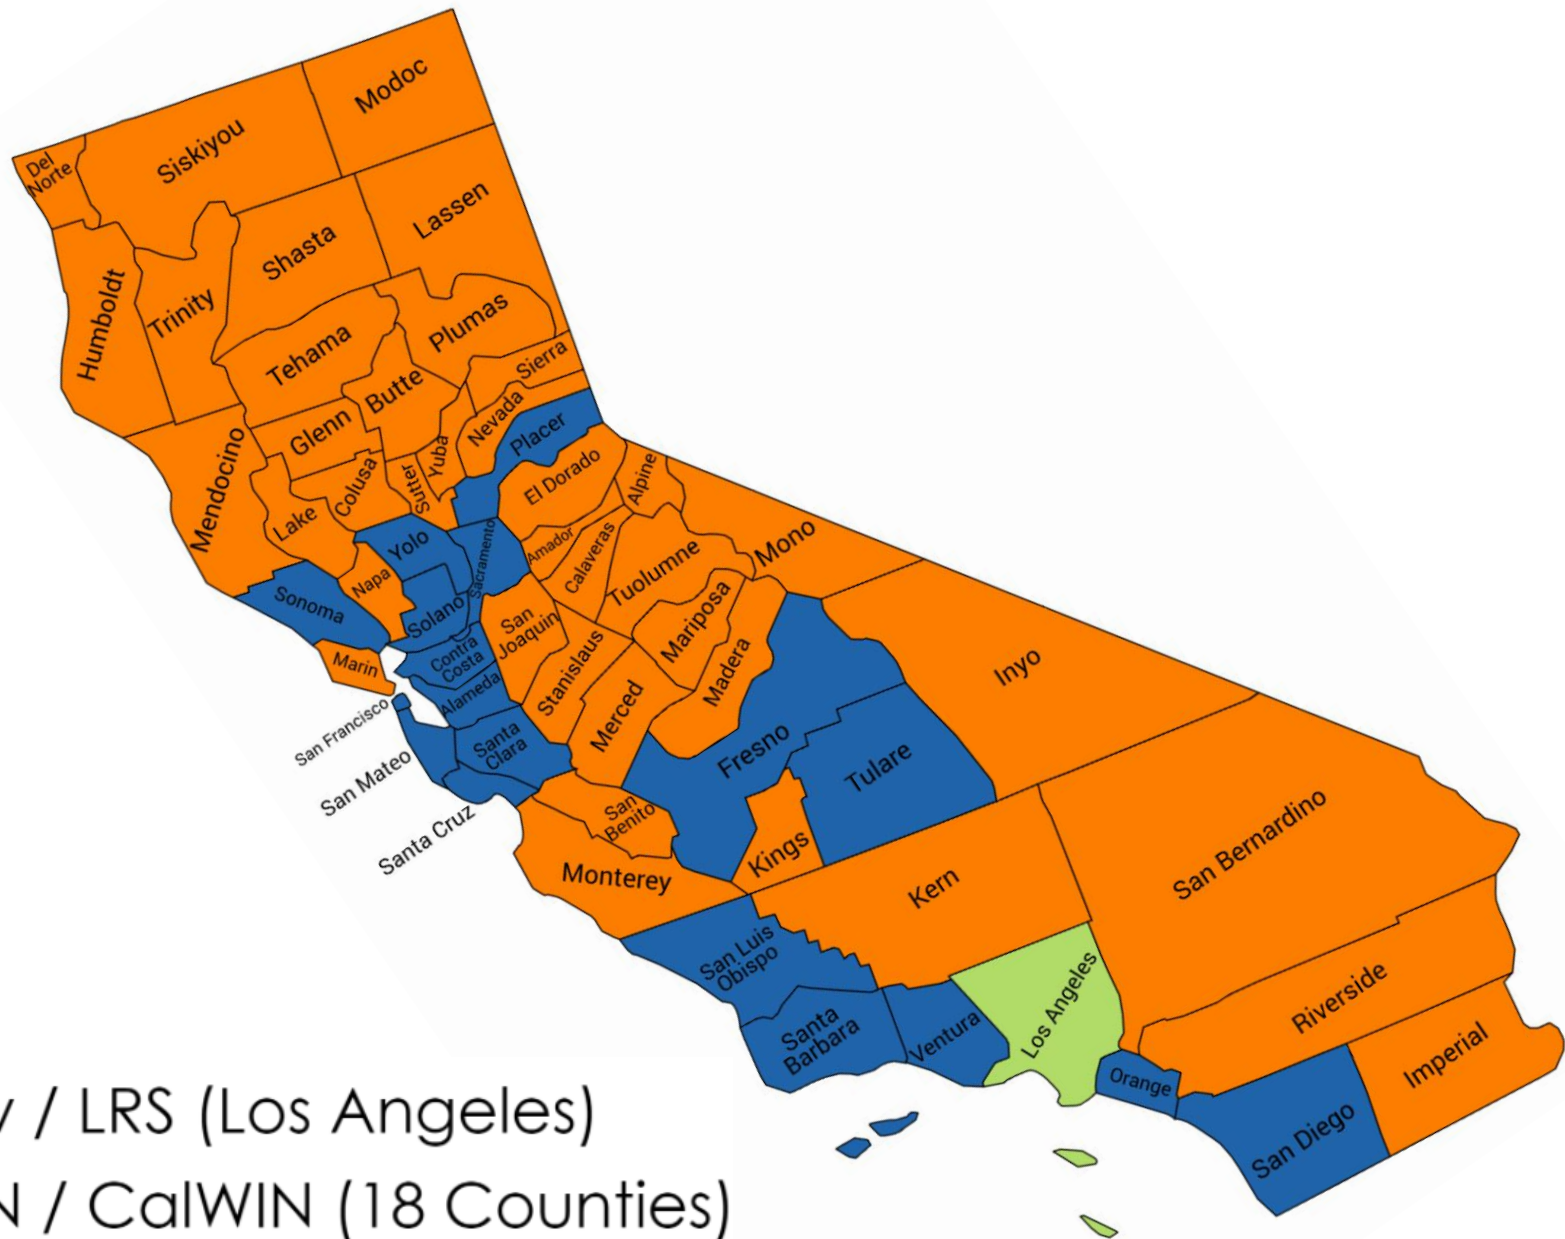 Modoc
Siskiyou
Del
Norte
Lassen
Shasta
Humboldt
Trinity
Plumas
Tehama
Sierra
Butte
Nevada
Glenn
Placer
Yuba
Mendocino
Colusa
Sutter
El Dorado
Alpine
Lake
Yolo
Sacramento
Amador
Calaveras
Mono
Tuolumne
Napa
Sonoma
Solano
San
Joaquin
Mariposa
Contra
Costa
Marin
Stanislaus
Madera
Inyo
Alameda
Merced
San Francisco
Santa
Clara
Fresno
San Mateo
Tulare
San
Benito
Santa Cruz
Kings
San Bernardino
Monterey
Kern
San Luis
Obispo
Los Angeles
Riverside
Santa
Barbara
Ventura
Imperial
Orange
San Diego
/ LRS (Los Angeles)
N / CalWIN (18 Counties)